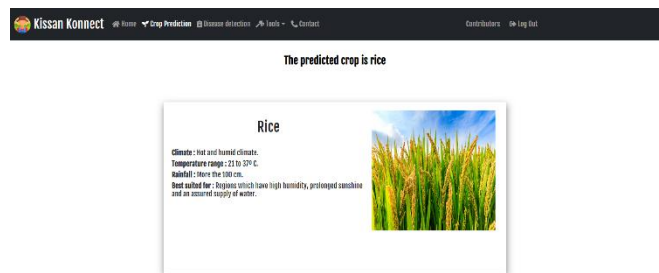 Kissan Konnect Home Crop Prediction Disease detection Tools Contact Contributors Log Out
The predicted crop is rice
Rice
Climate : Hot and humid climate.
Temperature range : 21 to 37º C.
Rainfall : More the 100 cm.
Best suited for : Regions which have high humidity, prolonged sunshine
and an assured supply of water.